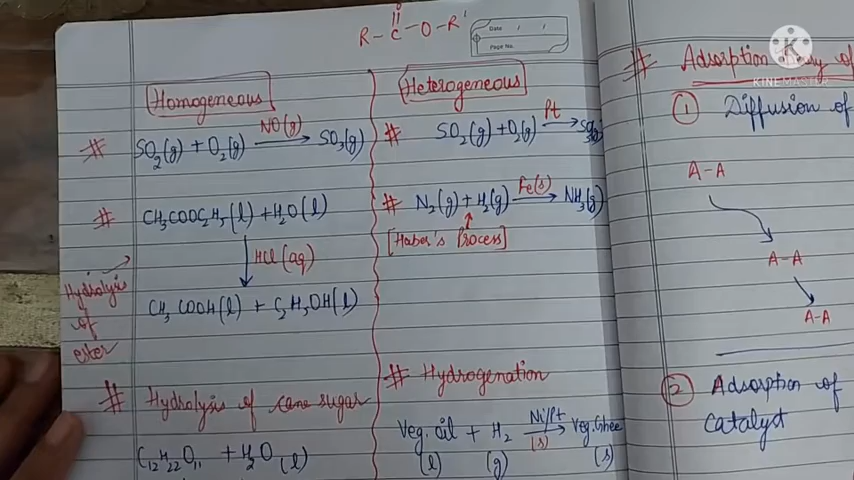 R-C-O-R'
||
O
Date / /
Page No.
Homogeneous
# SO₂(g) + O₂(g) NO(g)→ SO₃(g)
# CH₃COOC₂H₅(l) + H₂O(l)
↓ HCl(aq)
Hydrolysis of ester
CH₃COOH(l) + C₂H₅OH(l)
# Hydrolysis of cane sugar
C₁₂H₂₂O₁₁ + H₂O(l)
Heterogeneous
# SO₂(g) + O₂(g) Pt→
# N₂(g) + H₂(g) Fe(s)→ NH₃(g)
[Haber's Process]
# Hydrogenation
Veg. oil + H₂ Ni/Pt→ Veg. Ghee
(l) (g) (s) (s)
K
KINEMASTER
# Adsorption of
① Diffusion of
A-A
A-A
A-A
② Adsorption of
Catalyst